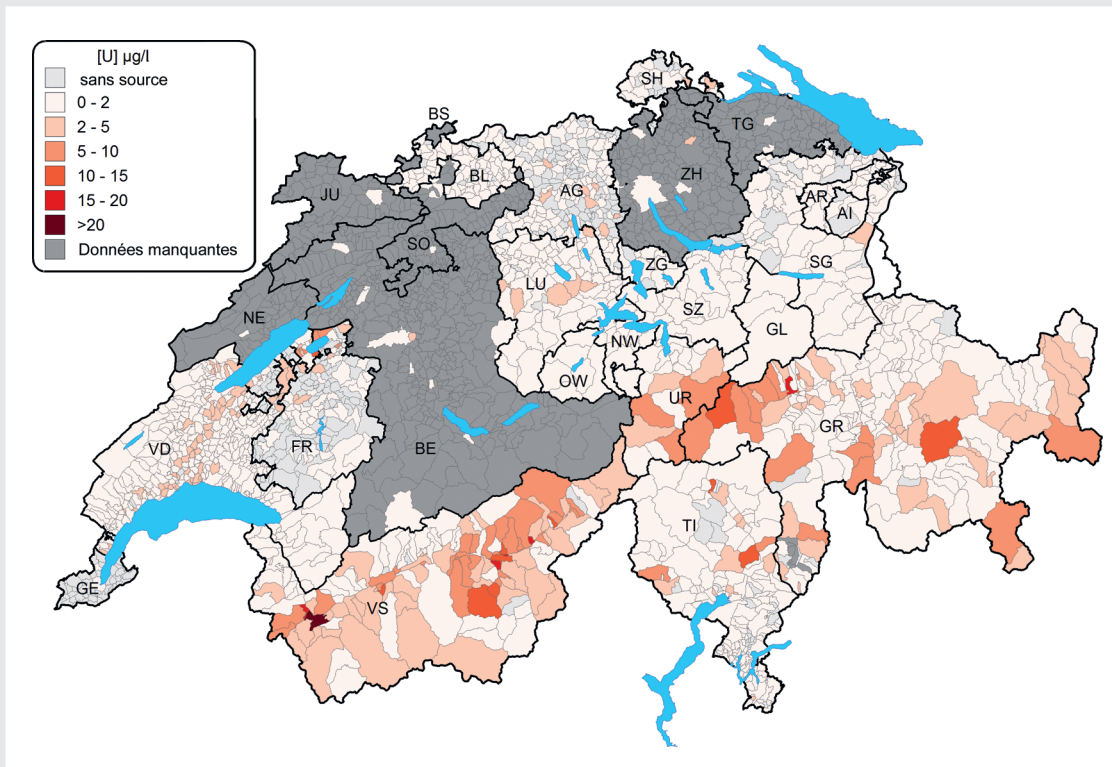 [U] µg/l
sans source
0 - 2
2 - 5
5 - 10
10 - 15
15 - 20
>20
Données manquantes
SH
BS
TG
BL
ZH
JU
AG
AR
AI
SO
SG
ZG
LU
SZ
NE
GL
NW
OW
UR
GR
FR
BE
VD
TI
GE
VS